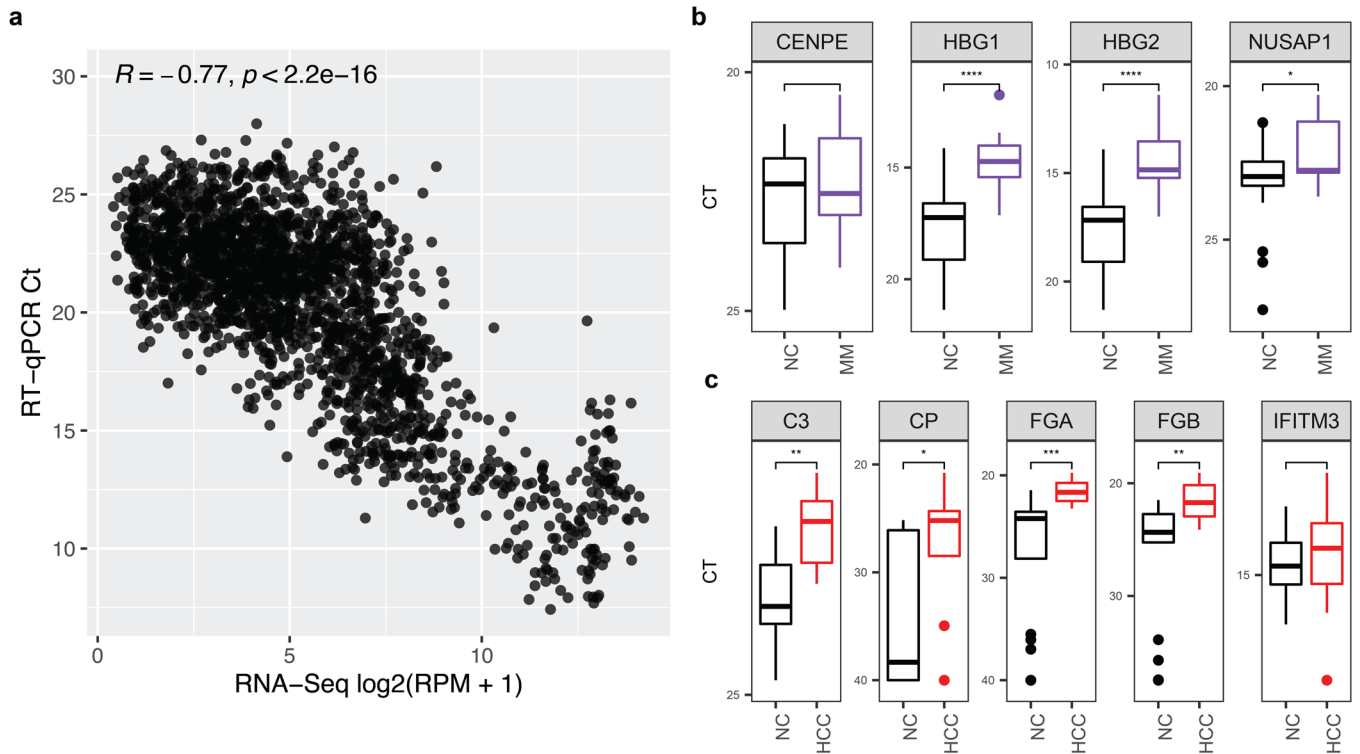 a
R = −0.77, p < 2.2e−16
30
25
20
15
10
0 5 10
RT−qPCR Ct
RNA−Seq log2(RPM + 1)
b
CENPE HBG1 HBG2 NUSAP1
**** **** *
CT
20
25
15
20
10
15
20
20
25
NC MM NC MM NC MM NC MM
c
C3 CP FGA FGB IFITM3
** * *** **
CT
25
20
30
40
20
30
40
20
30
15
NC HCC NC HCC NC HCC NC HCC NC HCC